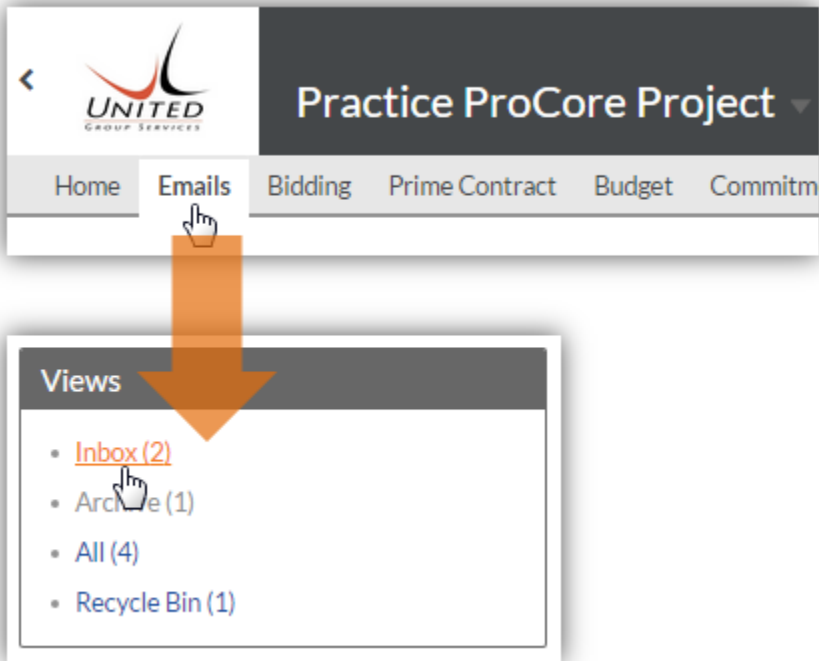 UNITED
GROUP SERVICES
Practice ProCore Project
Home Emails Bidding Prime Contract Budget Commitm
Views
Inbox (2)
Archive (1)
All (4)
Recycle Bin (1)